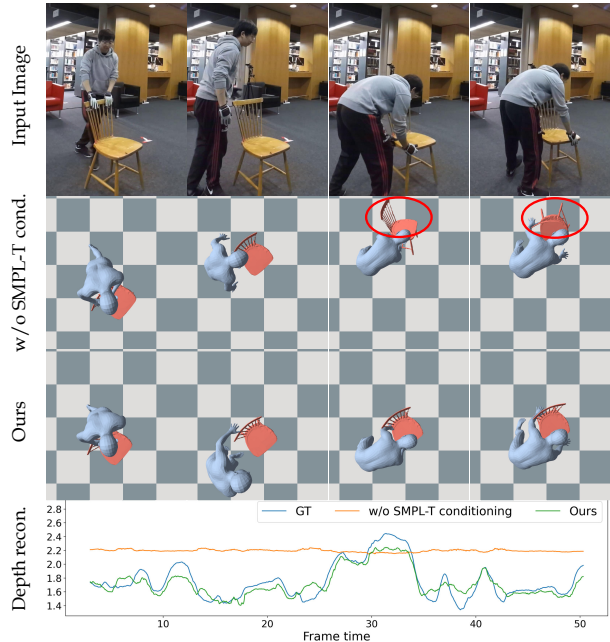 Input Image
w/o SMPL-T cond.
Ours
Depth recon.
GT
w/o SMPL-T conditioning
Ours
2.8
2.6
2.4
2.2
2.0
1.8
1.6
1.4
10
20
30
40
50
Frame time